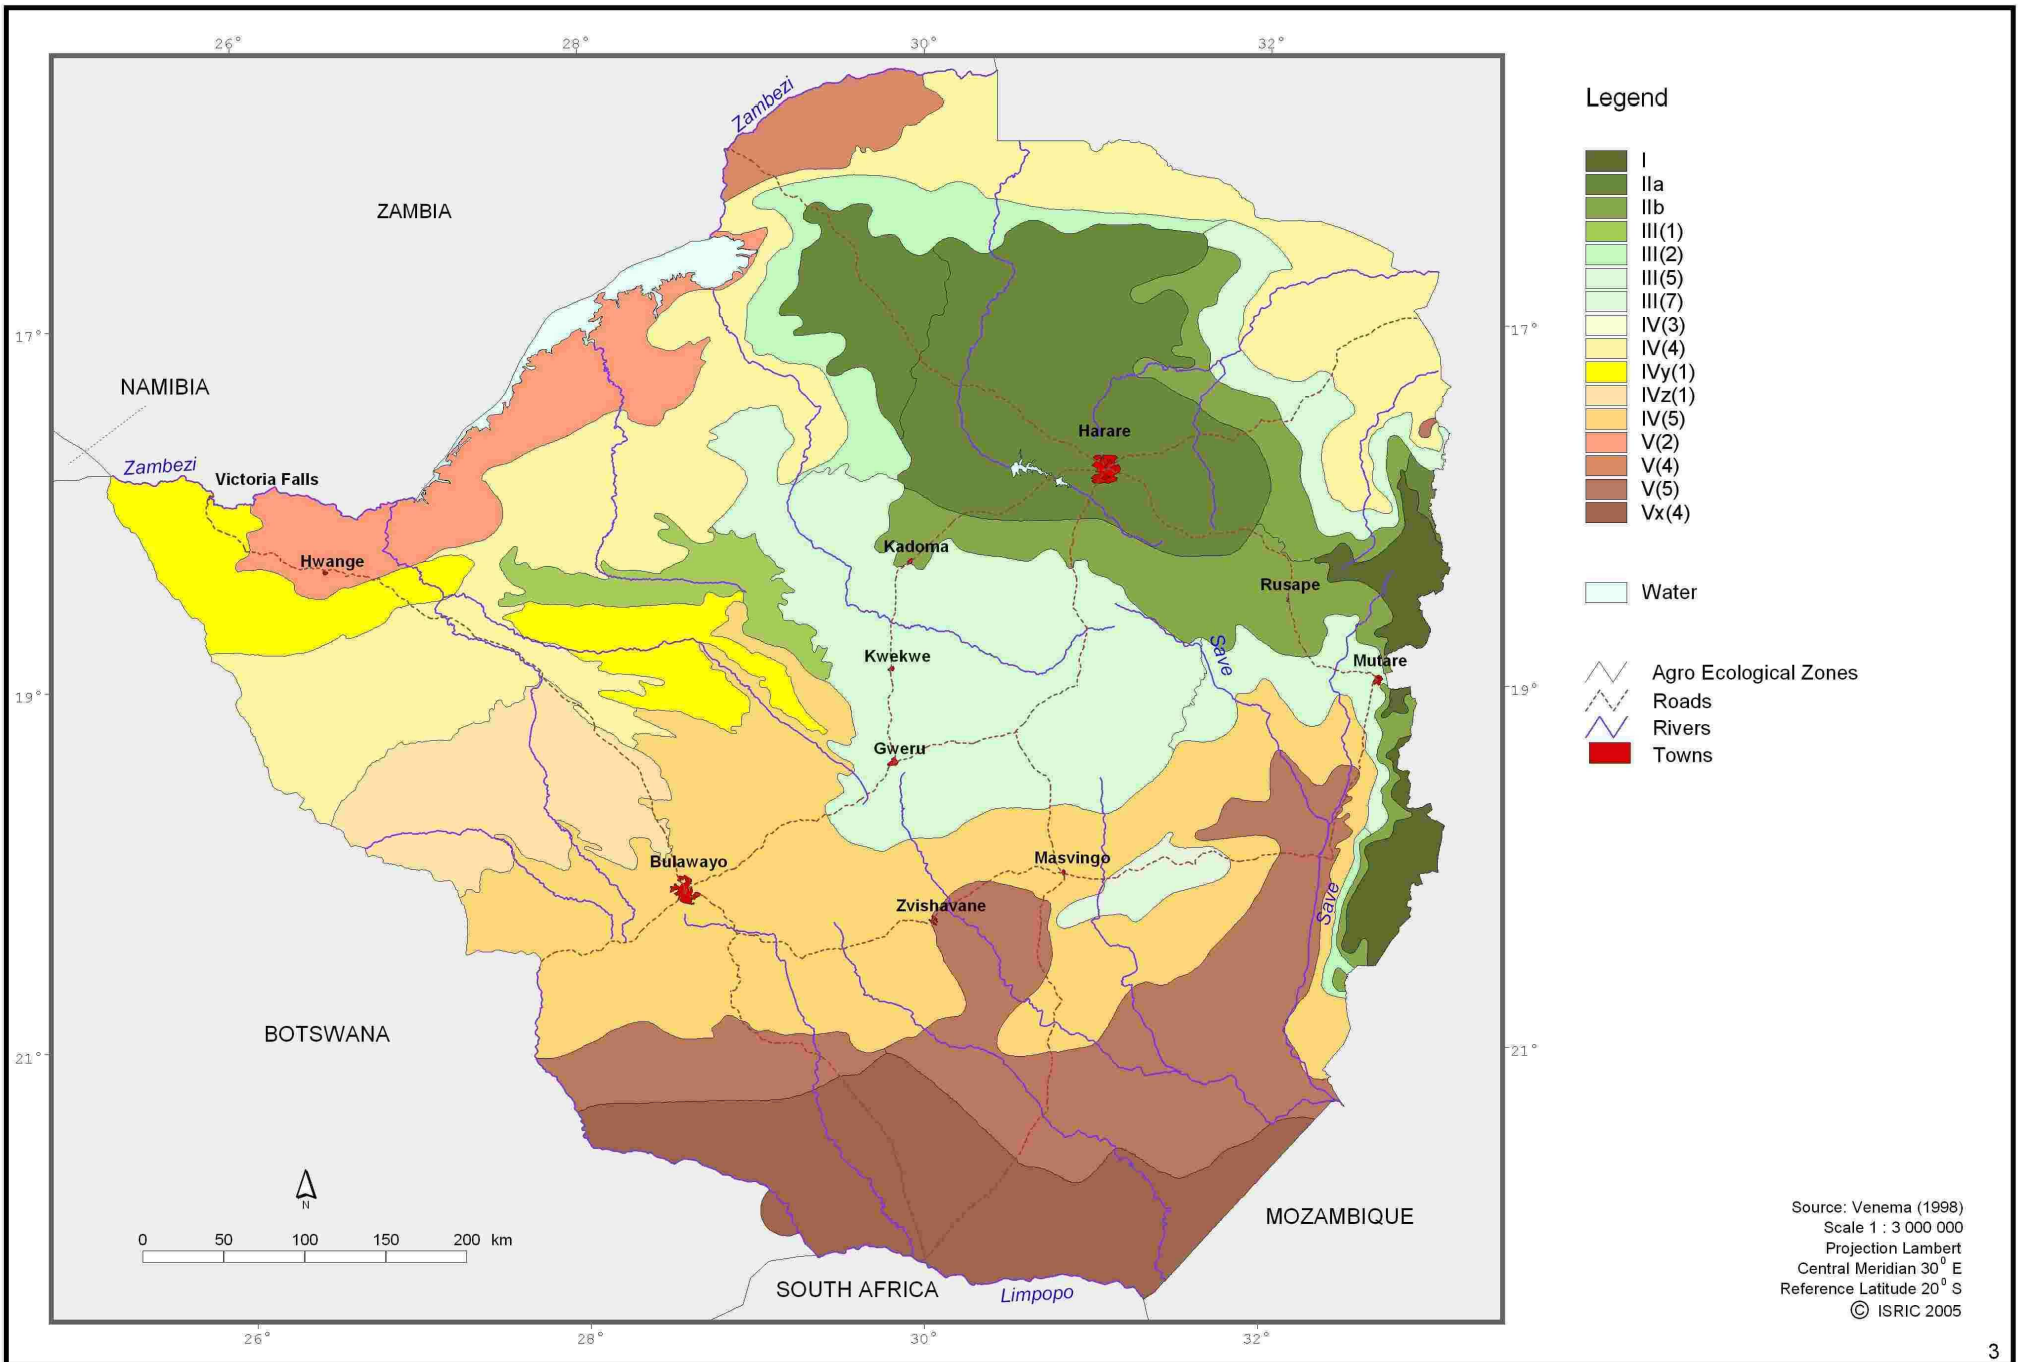 26°
28°
30°
32°
Zambezi
ZAMBIA
17°
17°
NAMIBIA
Harare
Zambezi
Victoria Falls
Kadoma
Hwange
Rusape
Save
Kwekwe
Mutare
19°
19°
Gweru
Bulawayo
Masvingo
Zvishavane
Save
BOTSWANA
21°
21°
N
MOZAMBIQUE
0 50 100 150 200 km
SOUTH AFRICA
Limpopo
26°
28°
30°
32°
Legend
I
IIa
IIb
III(1)
III(2)
III(5)
III(7)
IV(3)
IV(4)
IVy(1)
IVz(1)
IV(5)
V(2)
V(4)
V(5)
Vx(4)
Water
Agro Ecological Zones
Roads
Rivers
Towns
Source: Venema (1998)
Scale 1 : 3 000 000
Projection Lambert
Central Meridian 30° E
Reference Latitude 20° S
© ISRIC 2005
3